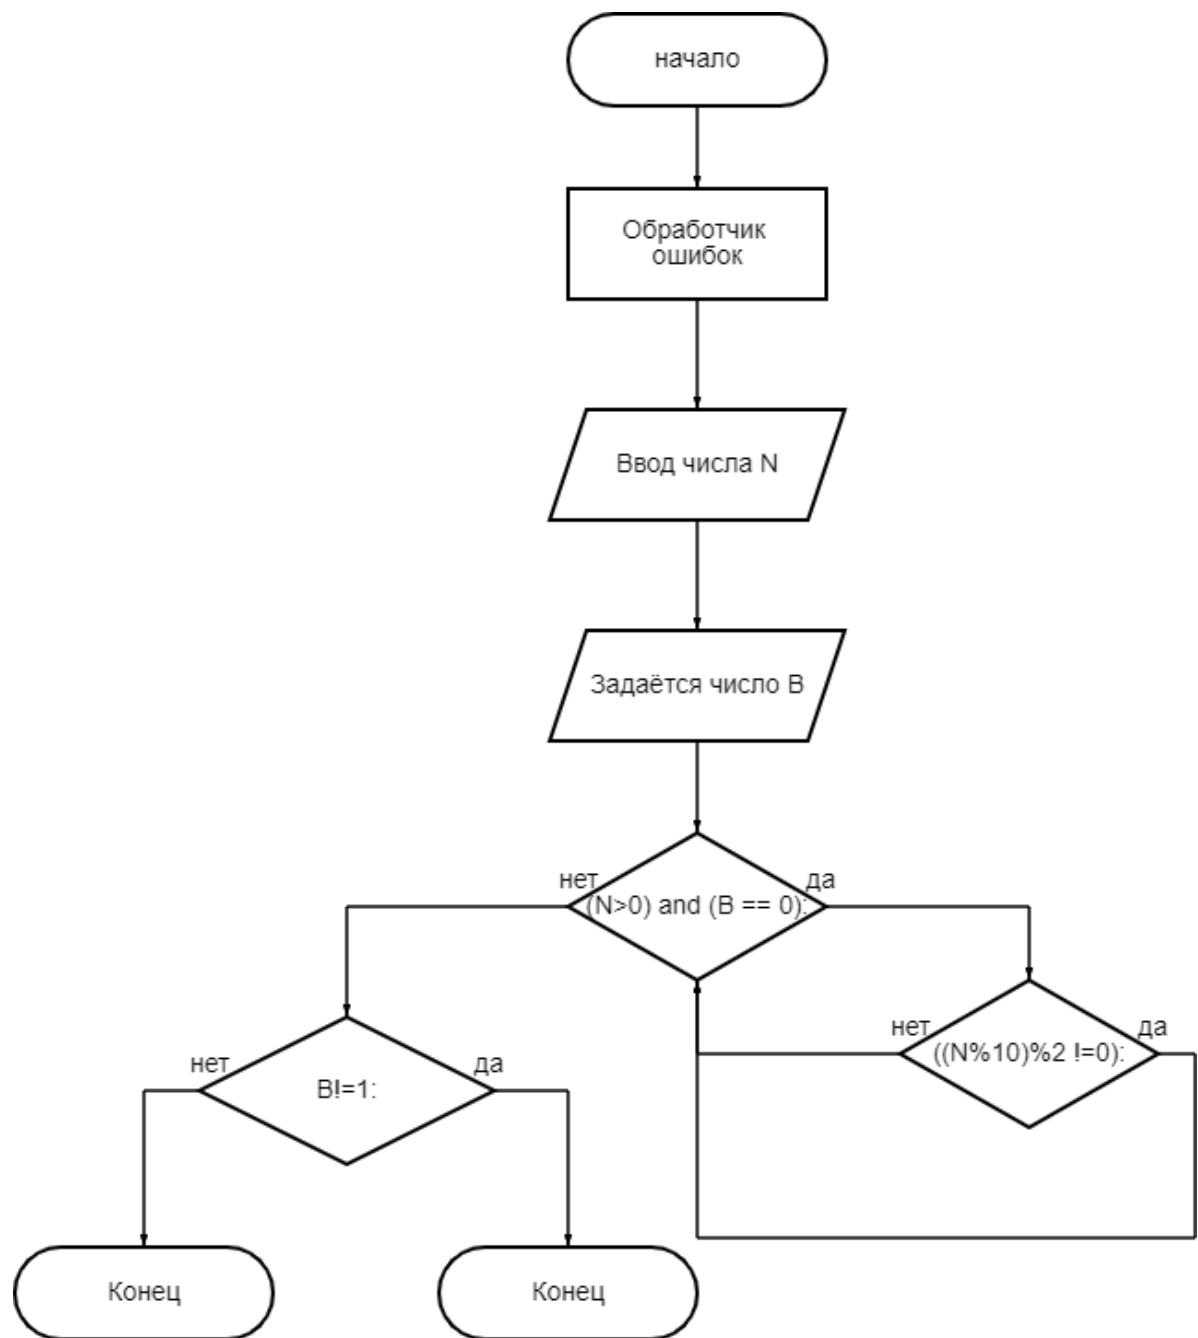 начало
Обработчик
ошибок
Ввод числа N
Задаётся число B
нет
да
(N>0) and (B == 0):
нет
да
((N%10)%2 !=0):
нет
да
B!=1:
Конец
Конец